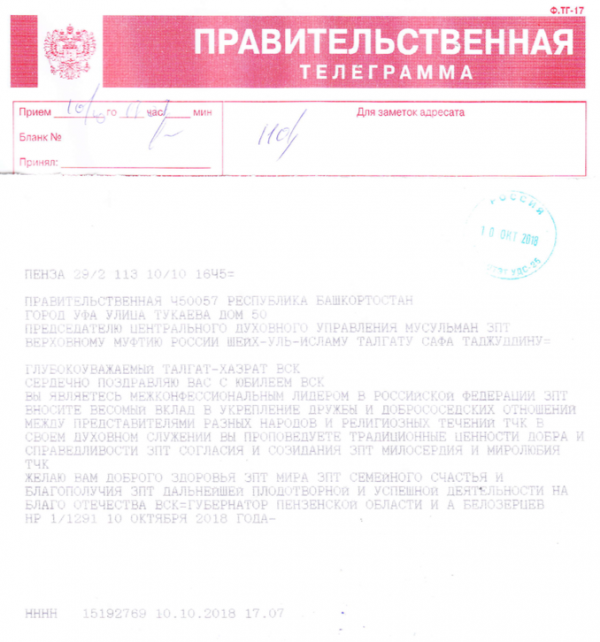 Ф.ТГ-17
ПРАВИТЕЛЬСТВЕННАЯ
ТЕЛЕГРАММА
Прием 10/го час мин
Бланк №
Принял:
Для заметок адресата
РОССИЯ
10 ОКТ 2018
ПЕНЗА 29/2 113 10/10 1645=
ПРАВИТЕЛЬСТВЕННАЯ 450057 РЕСПУБЛИКА БАШКОРТОСТАН
ГОРОД УФА УЛИЦА ТУКАЕВА ДОМ 50
ПРЕДСЕДАТЕЛЮ ЦЕНТРАЛЬНОГО ДУХОВНОГО УПРАВЛЕНИЯ МУСУЛЬМАН ЗПТ
ВЕРХОВНОМУ МУФТИЮ РОССИИ ШЕЙХ-УЛЬ-ИСЛАМУ ТАЛГАТУ САФА ТАДЖУДДИНУ=
ГЛУБОКОУВАЖАЕМЫЙ ТАЛГАТ-ХАЗРАТ ВСК
СЕРДЕЧНО ПОЗДРАВЛЯЮ ВАС С ЮБИЛЕЕМ ВСК
ВЫ ЯВЛЯЕТЕСЬ МЕЖКОНФЕССИОНАЛЬНЫМ ЛИДЕРОМ В РОССИЙСКОЙ ФЕДЕРАЦИИ ЗПТ
ВНОСИТЕ ВЕСОМЫЙ ВКЛАД В УКРЕПЛЕНИЕ ДРУЖБЫ И ДОБРОСОСЕДСКИХ ОТНОШЕНИЙ
МЕЖДУ ПРЕДСТАВИТЕЛЯМИ РАЗНЫХ НАРОДОВ И РЕЛИГИОЗНЫХ ТЕЧЕНИЙ ТЧК В
СВОЕМ ДУХОВНОМ СЛУЖЕНИИ ВЫ ПРОПОВЕДУЕТЕ ТРАДИЦИОННЫЕ ЦЕННОСТИ ДОБРА И
СПРАВЕДЛИВОСТИ ЗПТ СОГЛАСИЯ И СОЗИДАНИЯ ЗПТ МИЛОСЕРДИЯ И МИРОЛЮБИЯ
ТЧК
ЖЕЛАЮ ВАМ ДОБРОГО ЗДОРОВЬЯ ЗПТ МИРА ЗПТ СЕМЕЙНОГО СЧАСТЬЯ И
БЛАГОПОЛУЧИЯ ЗПТ ДАЛЬНЕЙШЕЙ ПЛОДОТВОРНОЙ И УСПЕШНОЙ ДЕЯТЕЛЬНОСТИ НА
БЛАГО ОТЕЧЕСТВА ВСК=ГУБЕРНАТОР ПЕНЗЕНСКОЙ ОБЛАСТИ И А БЕЛОЗЕРЦЕВ
НР 1/1291 10 ОКТЯБРЯ 2018 ГОДА-
НННН 15192769 10.10.2018 17.07